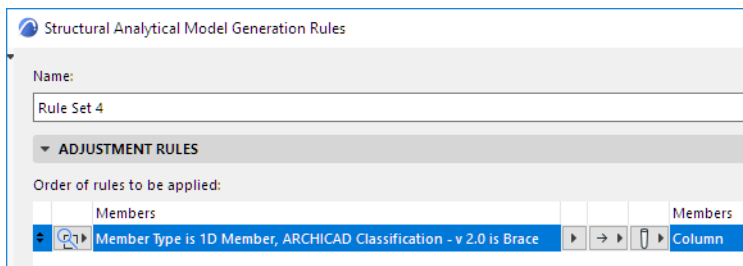 Structural Analytical Model Generation Rules
Name:
Rule Set 4
ADJUSTMENT RULES
Order of rules to be applied:
Members Members
Member Type is 1D Member, ARCHICAD Classification - v 2.0 is Brace Column